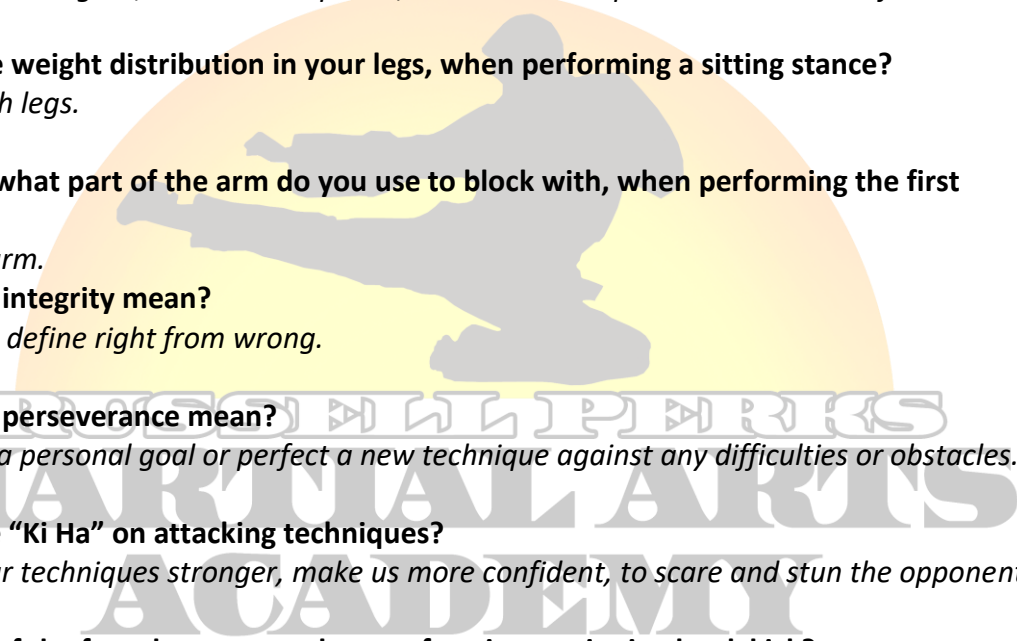 e weight distribution in your legs, when performing a sitting stance?
h legs.
what part of the arm do you use to block with, when performing the first
rm.
integrity mean?
define right from wrong.
RUSSELL PERKS
perseverance mean?
a personal goal or perfect a new technique against any difficulties or obstacles.
MARTIAL ARTS
“Ki Ha” on attacking techniques?
r techniques stronger, make us more confident, to scare and stun the opponent
ACADEMY